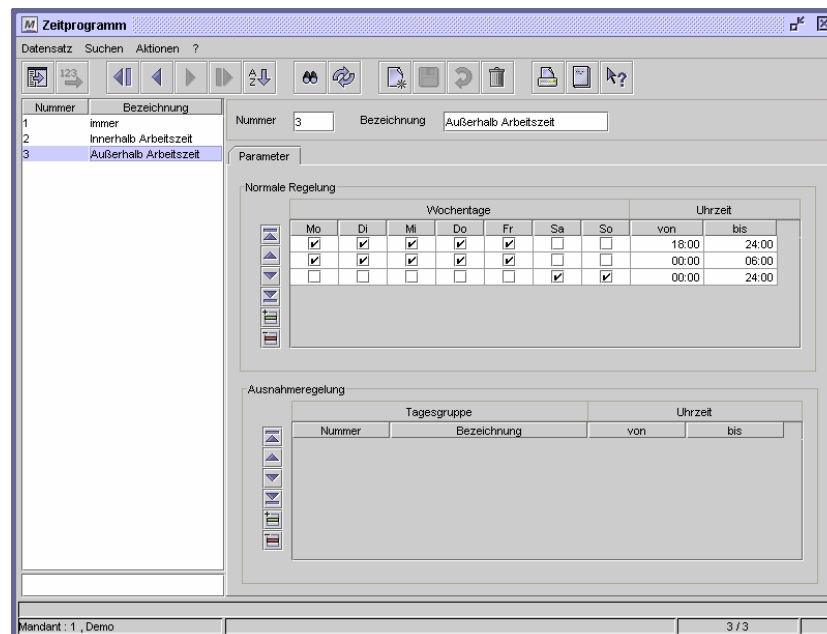 M Zeitprogramm
Datensatz Suchen Aktionen ?
123
A Z
?
Nummer Bezeichnung
1 immer
2 Innerhalb Arbeitszeit
3 Außerhalb Arbeitszeit
Nummer 3 Bezeichnung Außerhalb Arbeitszeit
Parameter
Normale Regelung
Wochentage Uhrzeit
Mo Di Mi Do Fr Sa So von bis
18:00 24:00
00:00 06:00
00:00 24:00
Ausnahmeregelung
Tagesgruppe Uhrzeit
Nummer Bezeichnung von bis
Mandant : 1 , Demo 3 / 3